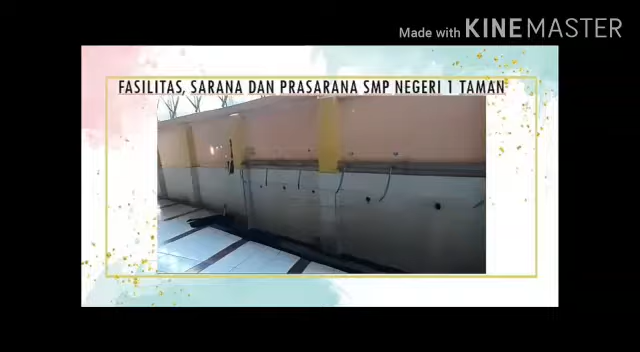 Made with KINEMASTER
FASILITAS, SARANA DAN PRASARANA SMP NEGERI 1 TAMAN